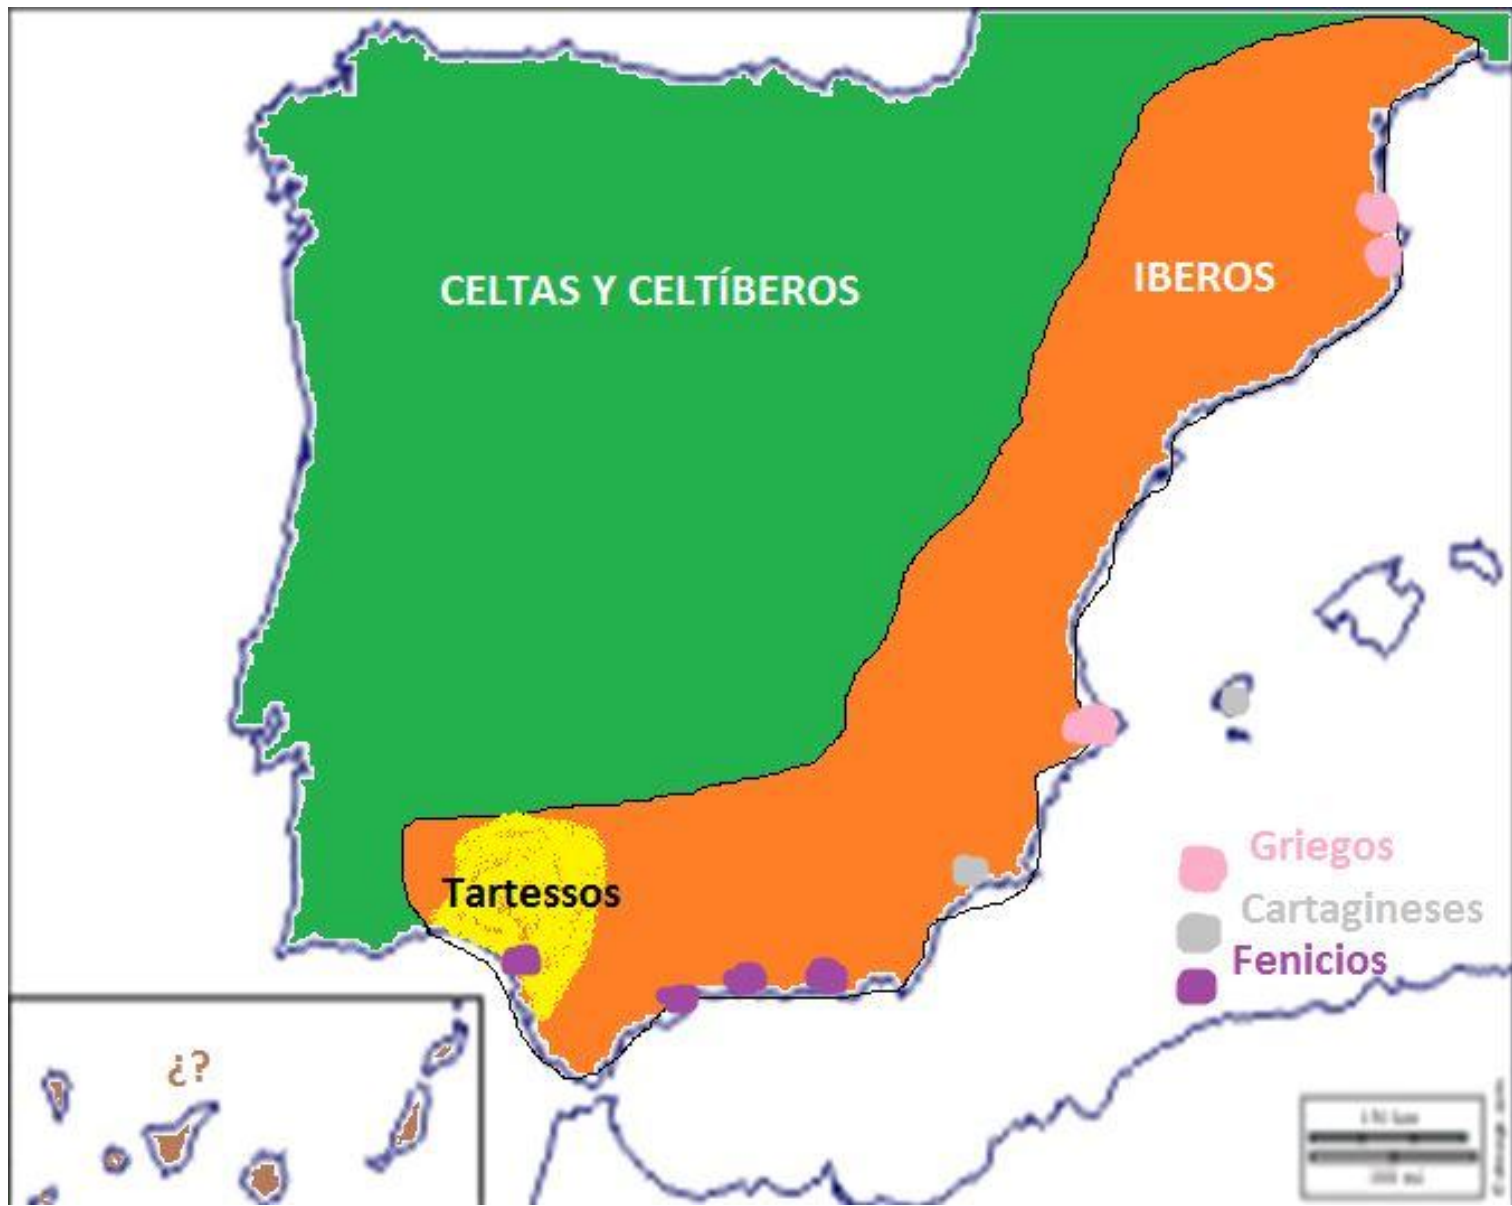 CELTAS Y CELTÍBEROS
IBEROS
Tartessos
Griegos
Cartagineses
Fenicios
¿?